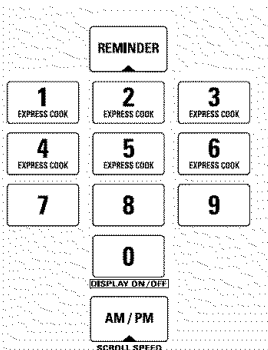 REMINDER
1 2 3
EXPRESS COOK EXPRESS COOK EXPRESS COOK
4 5 6
EXPRESS COOK EXPRESS COOK EXPRESS COOK
7 8 9
0
DISPLAY ON/OFF
AM/PM
SCROLL SPEED